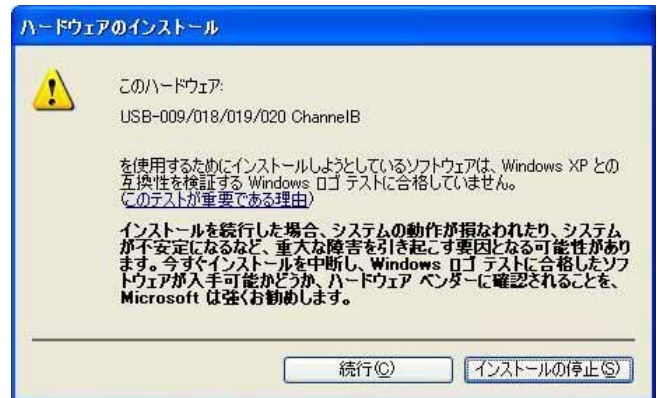 ハードウェアのインストール
このハードウェア:
USB-009/018/019/020 ChannelB
を使用するためにインストールしようとしているソフトウェアは、Windows XP との
互換性を検証する Windows ロゴ テストに合格していません。
(このテストが重要である理由)
インストールを続行した場合、システムの動作が損なわれたり、システム
が不安定になるなど、重大な障害を引き起こす要因となる可能性があり
ます。今すぐインストールを中断し、Windows ロゴ テストに合格したソフ
トウェアが入手可能かどうか、ハードウェア ベンダーに確認されることを、
Microsoft は強くお勧めします。
続行(C)
インストールの停止(S)